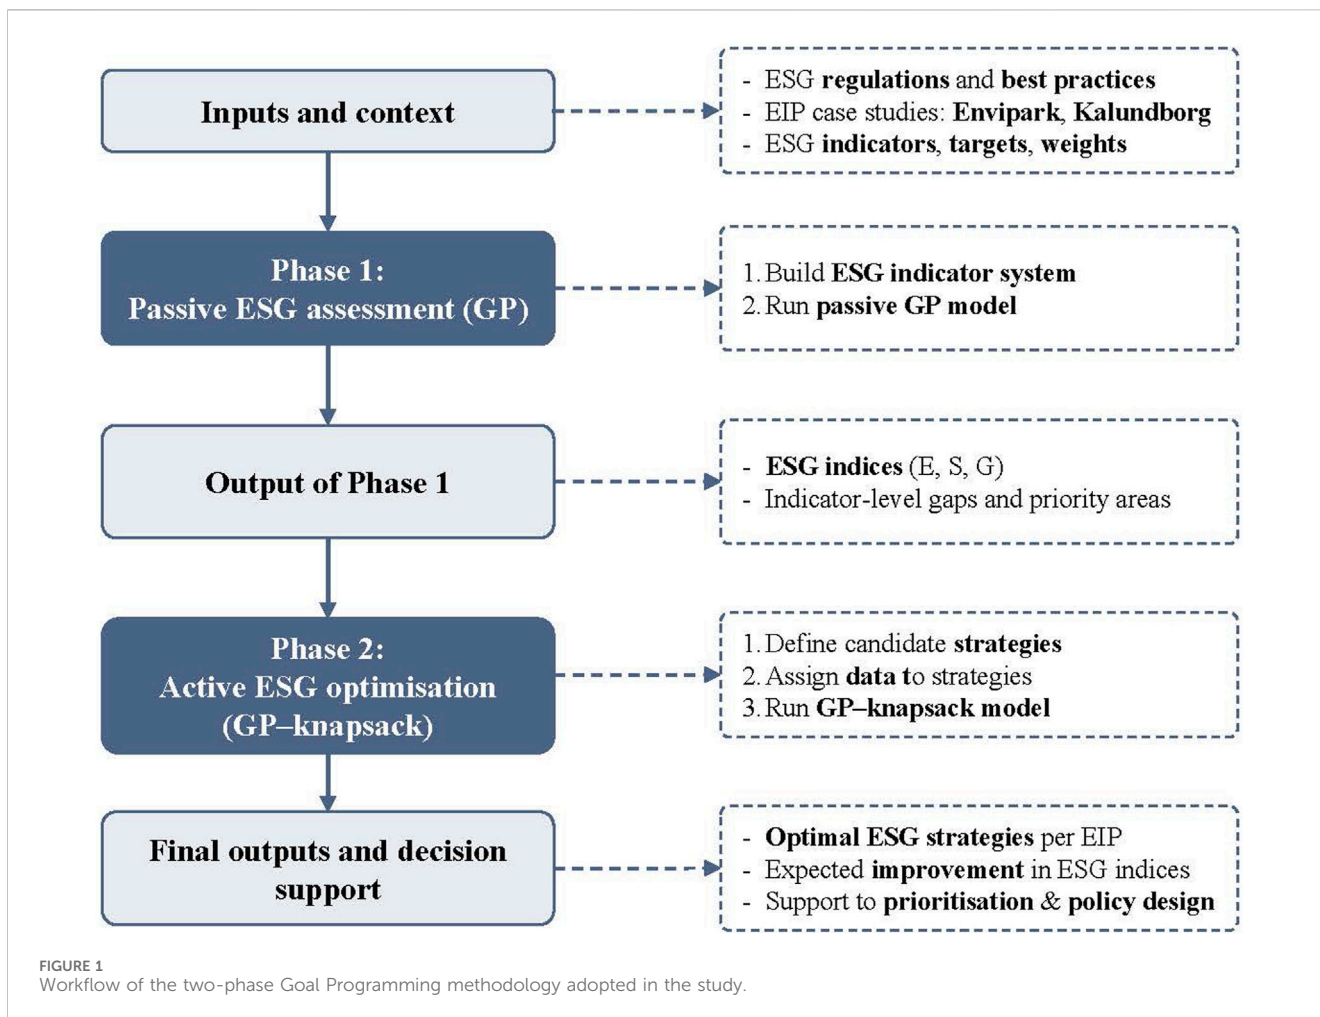 Inputs and context
- ESG regulations and best practices
- EIP case studies: Envipark, Kalundborg
- ESG indicators, targets, weights
Phase 1:
Passive ESG assessment (GP)
1. Build ESG indicator system
2. Run passive GP model
Output of Phase 1
- ESG indices (E, S, G)
- Indicator-level gaps and priority areas
Phase 2:
Active ESG optimisation
(GP–knapsack)
1. Define candidate strategies
2. Assign data to strategies
3. Run GP–knapsack model
Final outputs and decision
support
- Optimal ESG strategies per EIP
- Expected improvement in ESG indices
- Support to prioritisation & policy design
FIGURE 1
Workflow of the two-phase Goal Programming methodology adopted in the study.